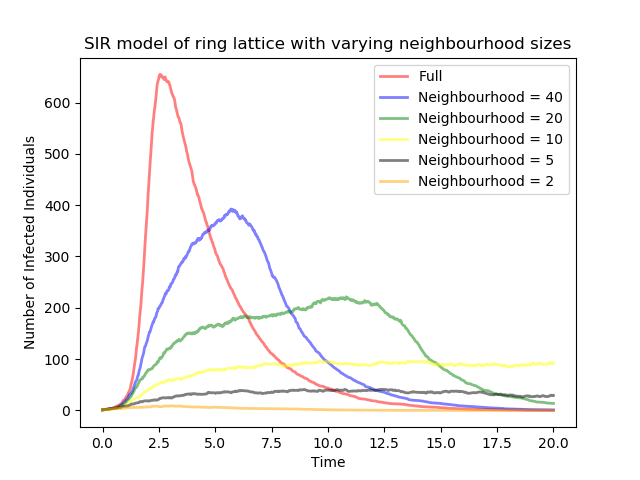 SIR model of ring lattice with varying neighbourhood sizes
Full
Neighbourhood = 40
Neighbourhood = 20
Neighbourhood = 10
Neighbourhood = 5
Neighbourhood = 2
Number of Infected Individuals
600
500
400
300
200
100
0
0.0 2.5 5.0 7.5 10.0 12.5 15.0 17.5 20.0
Time